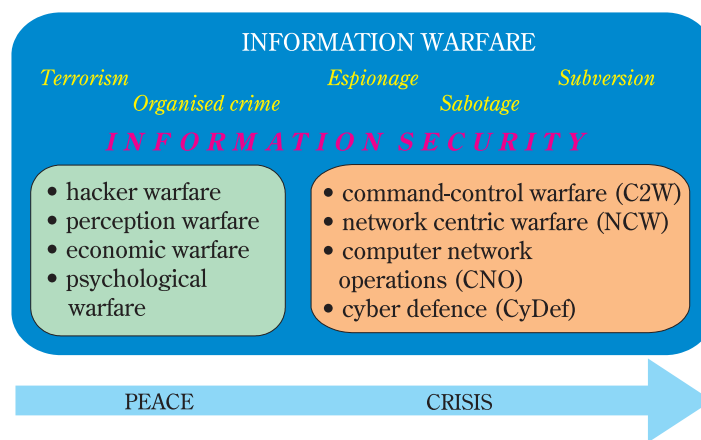 INFORMATION WARFARE
Terrorism Espionage Subversion
Organised crime Sabotage
INFORMATION SECURITY
• hacker warfare
• perception warfare
• economic warfare
• psychological
warfare
• command-control warfare (C2W)
• network centric warfare (NCW)
• computer network
operations (CNO)
• cyber defence (CyDef)
PEACE CRISIS